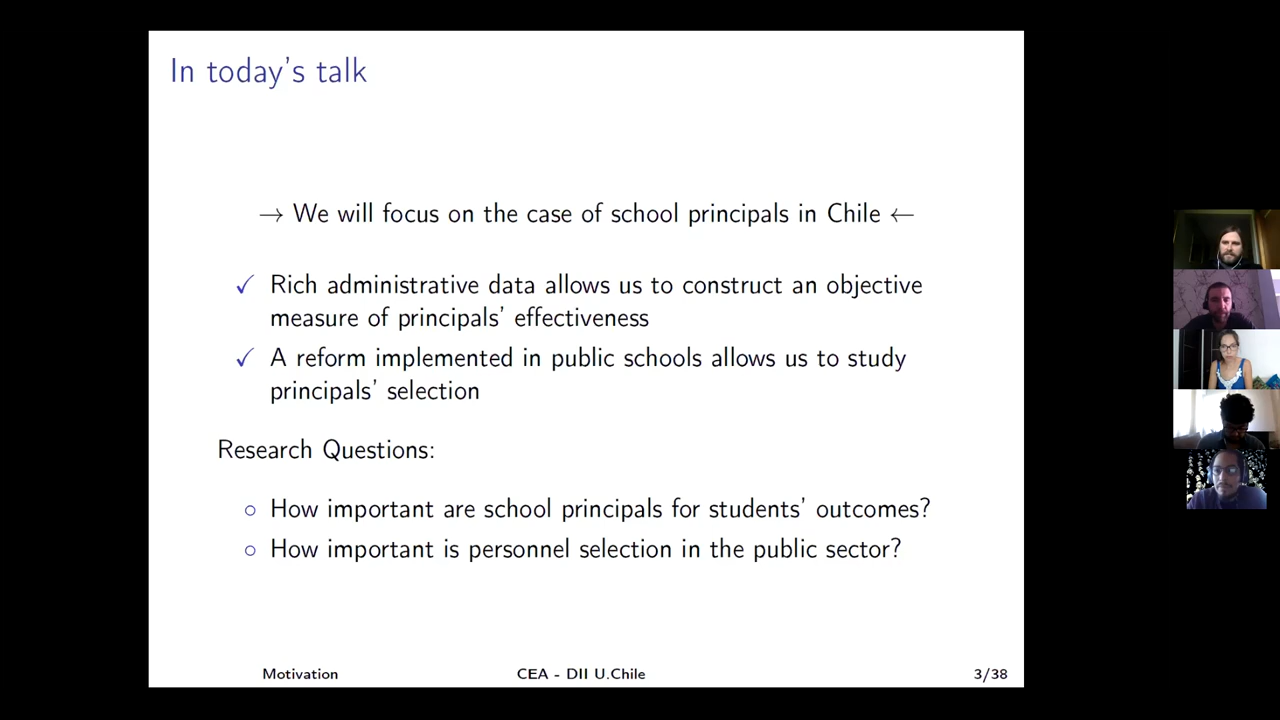 In today's talk
→ We will focus on the case of school principals in Chile ←
✓ Rich administrative data allows us to construct an objective
measure of principals' effectiveness
✓ A reform implemented in public schools allows us to study
principals' selection
Research Questions:
○ How important are school principals for students' outcomes?
○ How important is personnel selection in the public sector?
Motivation CEA - DII U.Chile 3/38